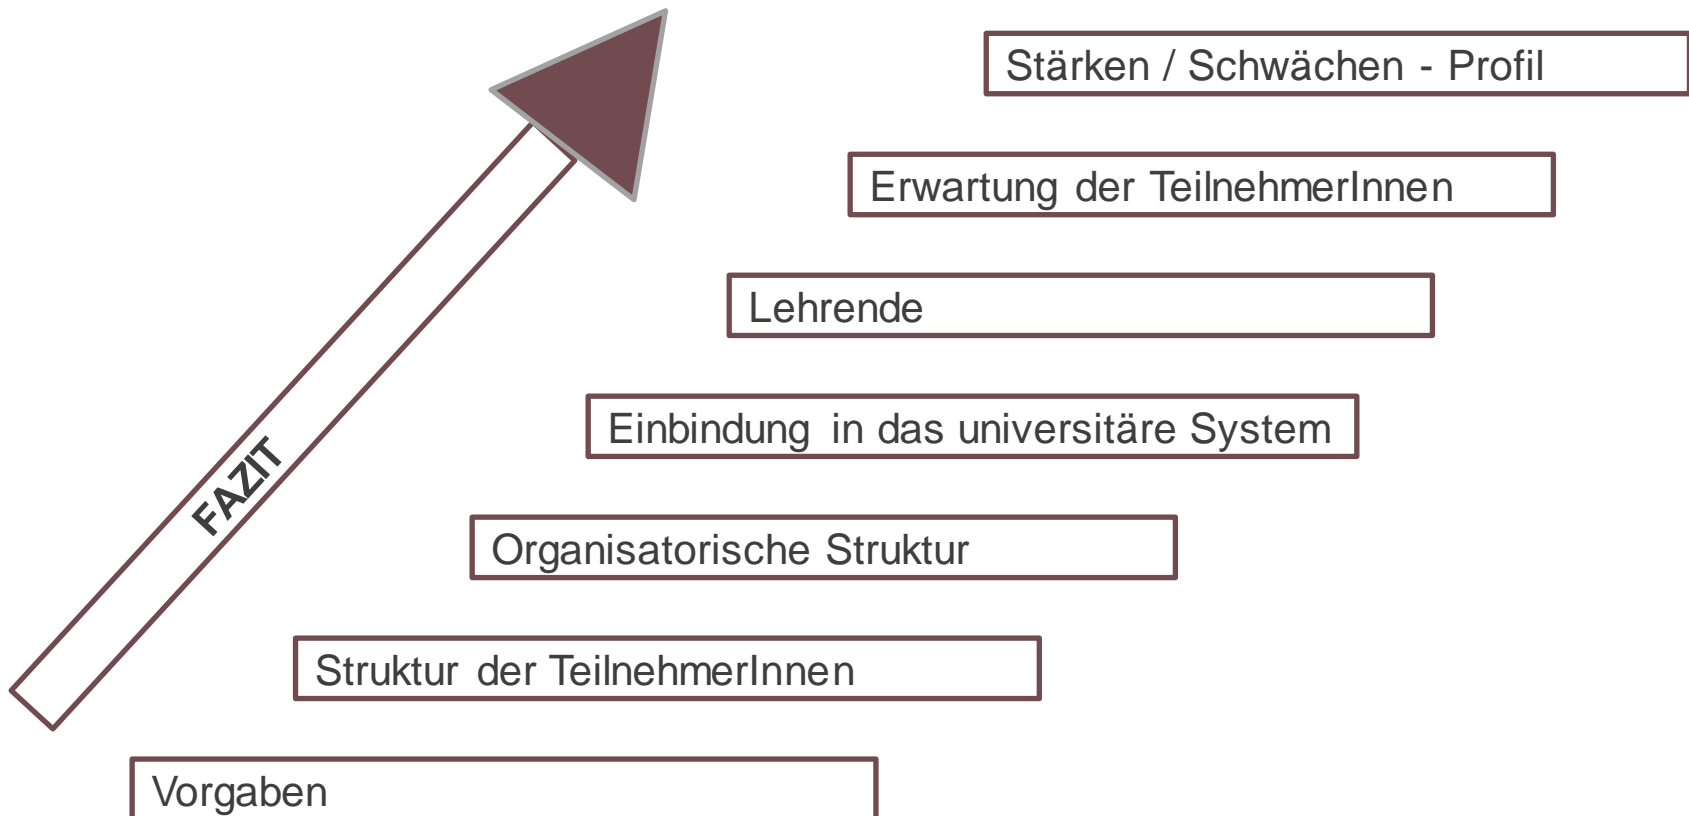 Stärken / Schwächen - Profil
Erwartung der TeilnehmerInnen
Lehrende
Einbindung in das universitäre System
FAZIT
Organisatorische Struktur
Struktur der TeilnehmerInnen
Vorgaben